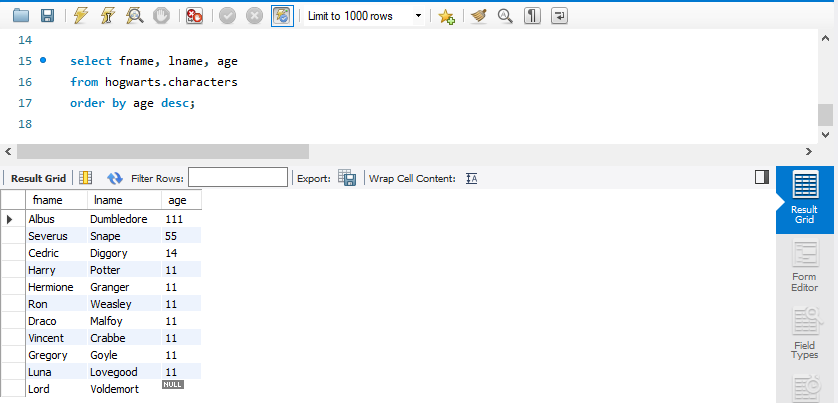 Limit to 1000 rows
14
15 select fname, lname, age
16 from hogwarts.characters
17 order by age desc;
18
Result Grid Filter Rows: Export: Wrap Cell Content:
fname lname age
Albus Dumbledore 111
Severus Snape 55
Cedric Diggory 14
Harry Potter 11
Hermione Granger 11
Ron Weasley 11
Draco Malfoy 11
Vincent Crabbe 11
Gregory Goyle 11
Luna Lovegood 11
Lord Voldemort NULL
Result
Grid
Form
Editor
Field
Types